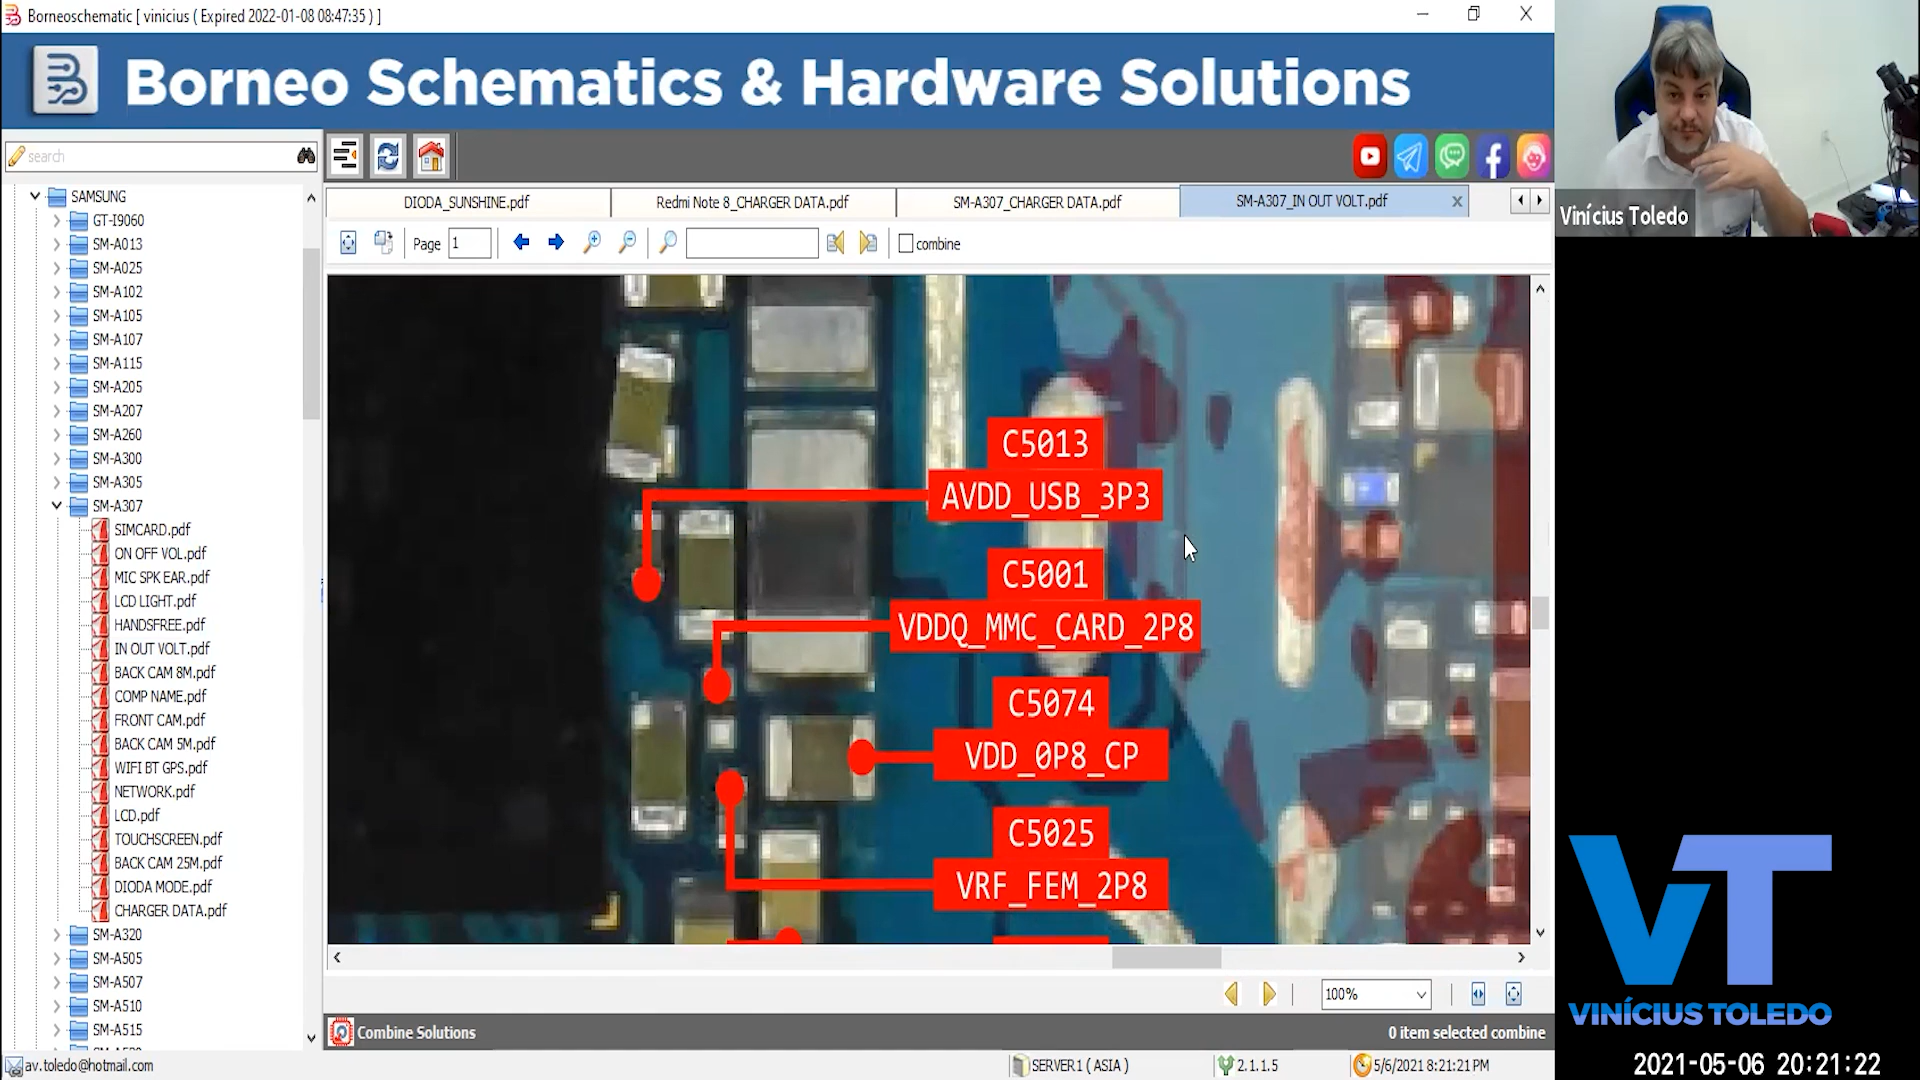 Borneoschematic [ vinicius ( Expired 2022-01-08 08:47:35 ) ]
Borneo Schematics & Hardware Solutions
search
DIODA_SUNSHINE.pdf
Redmi Note 8_CHARGER DATA.pdf
SM-A307_CHARGER DATA.pdf
SM-A307_IN OUT VOLT.pdf
Page 1
combine
SAMSUNG
GT-I9060
SM-A013
SM-A025
SM-A102
SM-A105
SM-A107
SM-A115
SM-A205
SM-A207
SM-A260
SM-A300
SM-A305
SM-A307
SIMCARD.pdf
ON OFF VOL.pdf
MIC SPK EAR.pdf
LCD LIGHT.pdf
HANDSFREE.pdf
IN OUT VOLT.pdf
BACK CAM 8M.pdf
COMP NAME.pdf
FRONT CAM.pdf
BACK CAM 5M.pdf
WIFI BT GPS.pdf
NETWORK.pdf
LCD.pdf
TOUCHSCREEN.pdf
BACK CAM 25M.pdf
DIODA MODE.pdf
CHARGER DATA.pdf
SM-A320
SM-A505
SM-A507
SM-A510
SM-A515
C5013
AVDD_USB_3P3
C5001
VDDQ_MMC_CARD_2P8
C5074
VDD_0P8_CP
C5025
VRF_FEM_2P8
100%
Combine Solutions
0 item selected combine
av.toledo@hotmail.com
SERVER1 ( ASIA )
2.1.1.5
5/6/2021 8:21:21 PM
Vinícius Toledo
VT
VINÍCIUS TOLEDO
2021-05-06 20:21:22